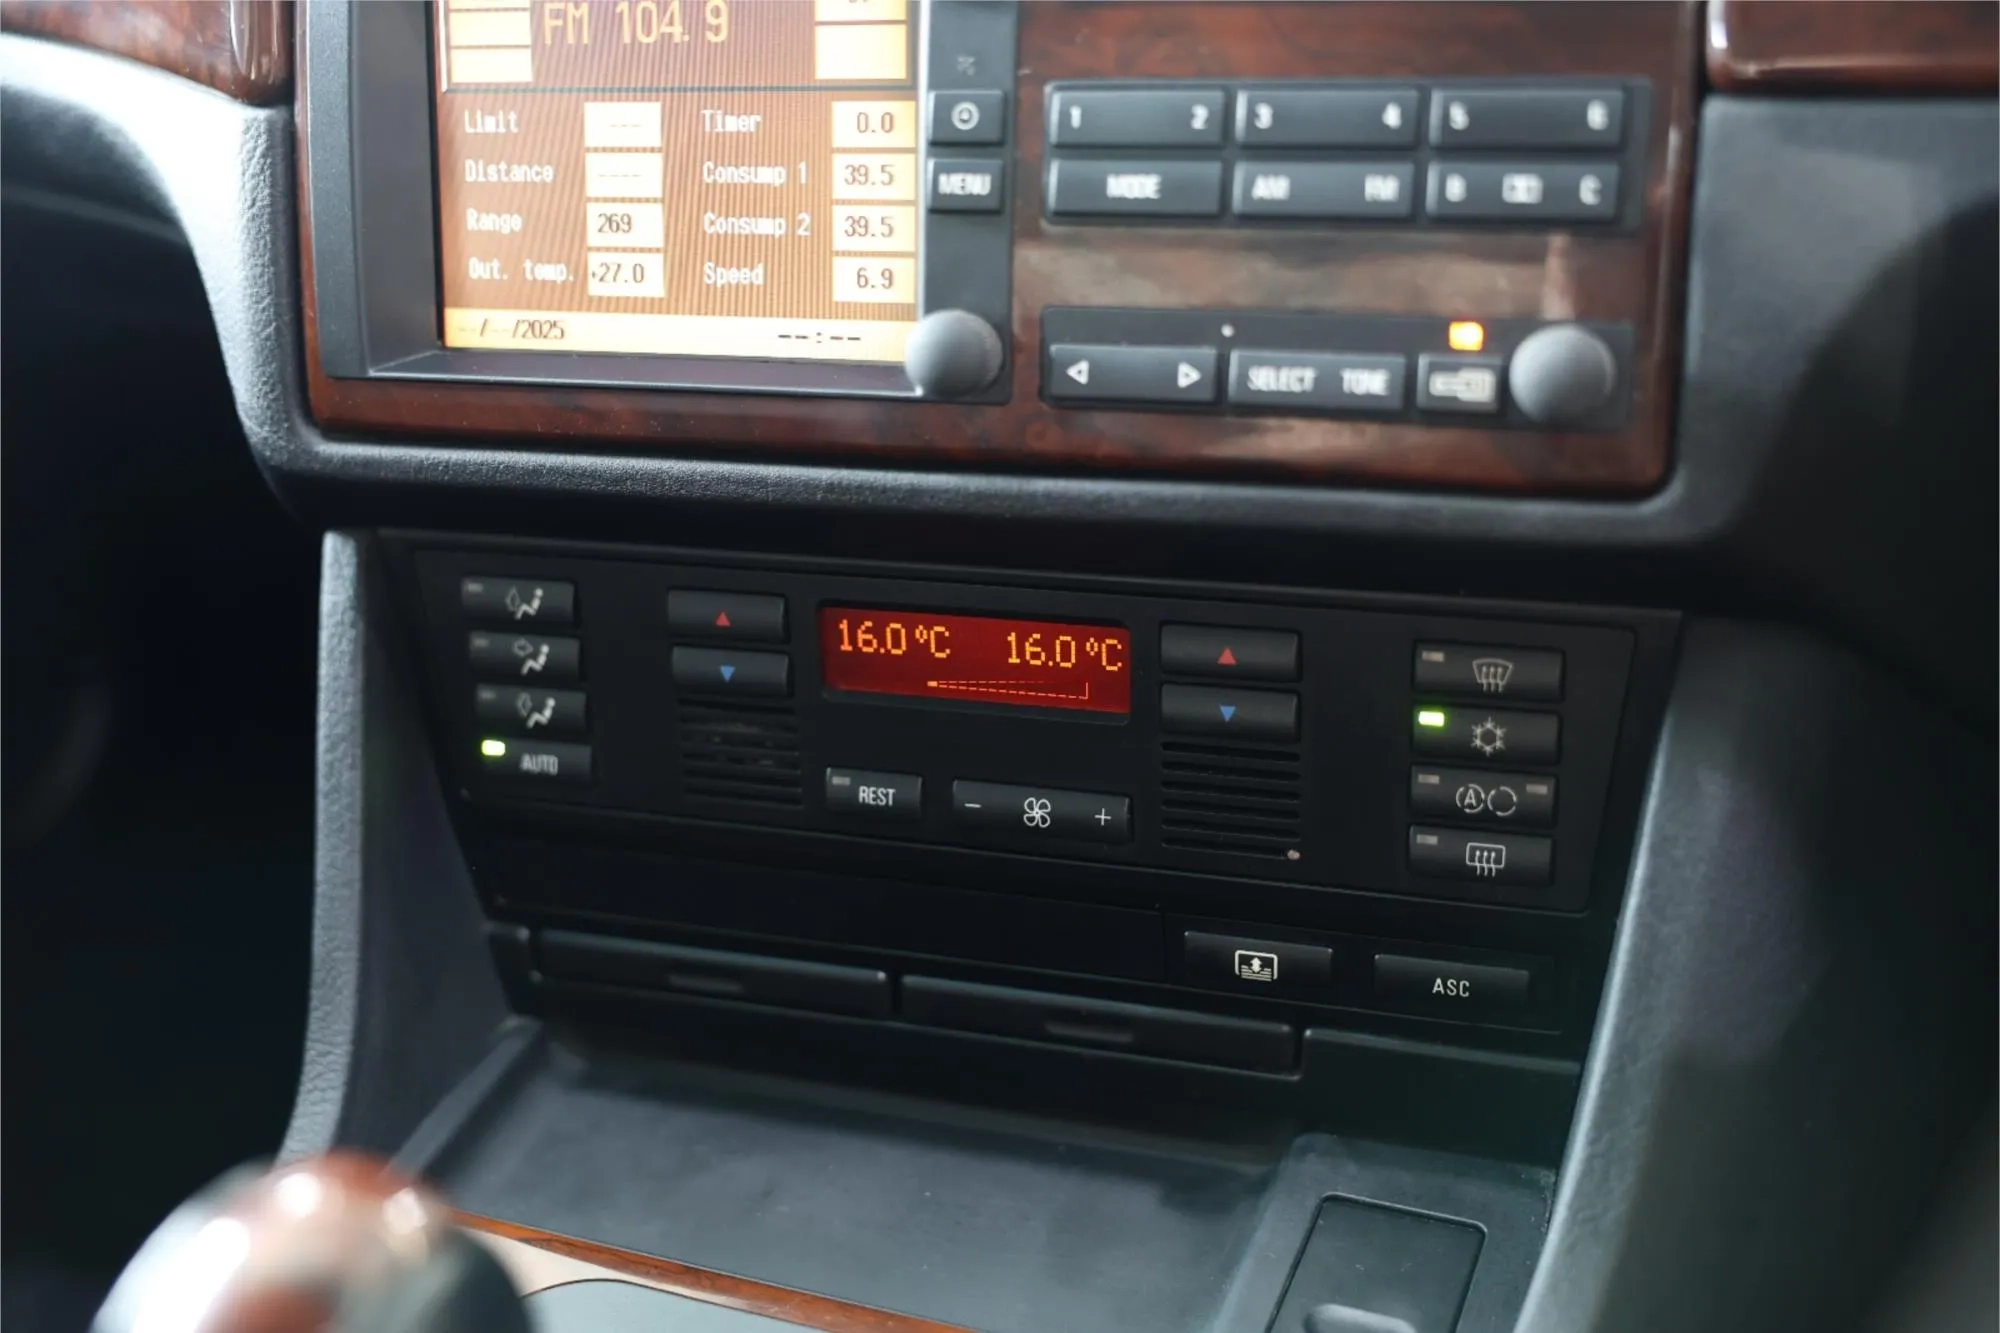 FM 104.9
Limit ---- Timer 0.0
Distance ---- Consump 1 39.5
Range 269 Consump 2 39.5
Out. temp. +27.0 Speed 6.9
--/--/2025 --:--
MENU
1 2 3 4 5 6
MODE AM FM B C
SELECT TONE
16.0 ºC 16.0 ºC
AUTO
REST
- +
A
ASC